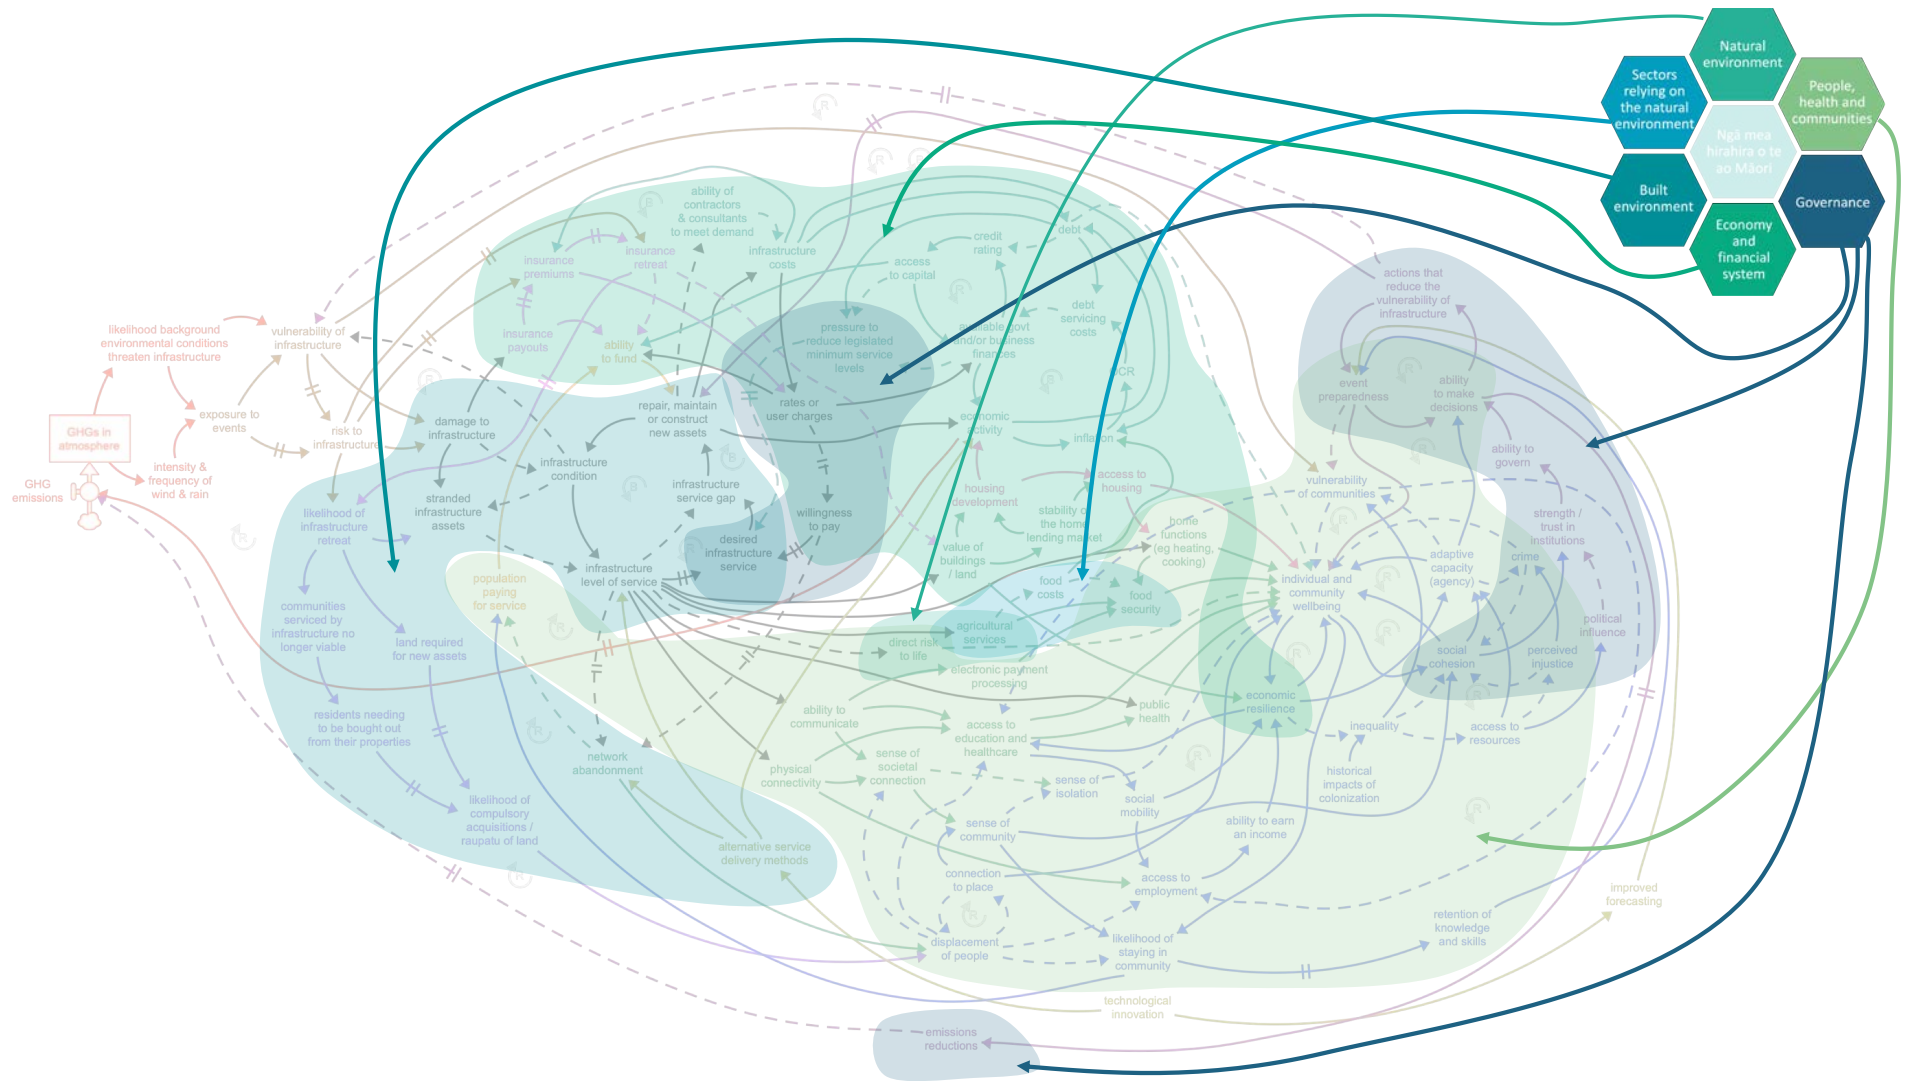 Natural
environment
Sectors
relying on
the natural
environment
People,
health and
communities
Ngā mea
hirahira o te
ao Māori
Built
environment
Governance
Economy
and
financial
system
ability of
contractors
& consultants
to meet demand
insurance
premiums
insurance
retreat
infrastructure
costs
credit
rating
debt
access
to capital
actions that
reduce the
vulnerability of
infrastructure
debt
servicing
costs
likelihood background
environmental conditions
threaten infrastructure
vulnerability of
infrastructure
insurance
payouts
ability
to fund
pressure to
reduce legislated
minimum service
levels
available govt
and/or business
finances
OCR
event
preparedness
ability
to make
decisions
exposure to
events
risk to
infrastructure
damage to
infrastructure
repair, maintain
or construct
new assets
rates or
user charges
economic
activity
inflation
GHGs in
atmosphere
intensity &
frequency of
wind & rain
GHG
emissions
infrastructure
condition
infrastructure
service gap
stranded
infrastructure
assets
housing
development
access to
housing
ability to
govern
vulnerability
of communities
likelihood of
infrastructure
retreat
willingness
to pay
stability of
the home
lending market
home
functions
(eg heating,
cooking)
strength /
trust in
institutions
desired
infrastructure
service
value of
buildings
/ land
adaptive
capacity
(agency)
crime
infrastructure
level of service
population
paying
for service
food
costs
food
security
individual and
community
wellbeing
communities
serviced by
infrastructure no
longer viable
land required
for new assets
direct risk
to life
agricultural
services
political
influence
social
cohesion
perceived
injustice
electronic payment
processing
economic
resilience
residents needing
to be bought out
from their properties
ability to
communicate
access to
education and
healthcare
public
health
inequality
access to
resources
network
abandonment
physical
connectivity
sense of
societal
connection
sense of
isolation
historical
impacts of
colonization
likelihood of
compulsory
acquisitions /
raupatu of land
social
mobility
sense of
community
ability to earn
an income
alternative service
delivery methods
connection
to place
access to
employment
improved
forecasting
displacement
of people
likelihood of
staying in
community
retention of
knowledge
and skills
technological
innovation
emissions
reductions